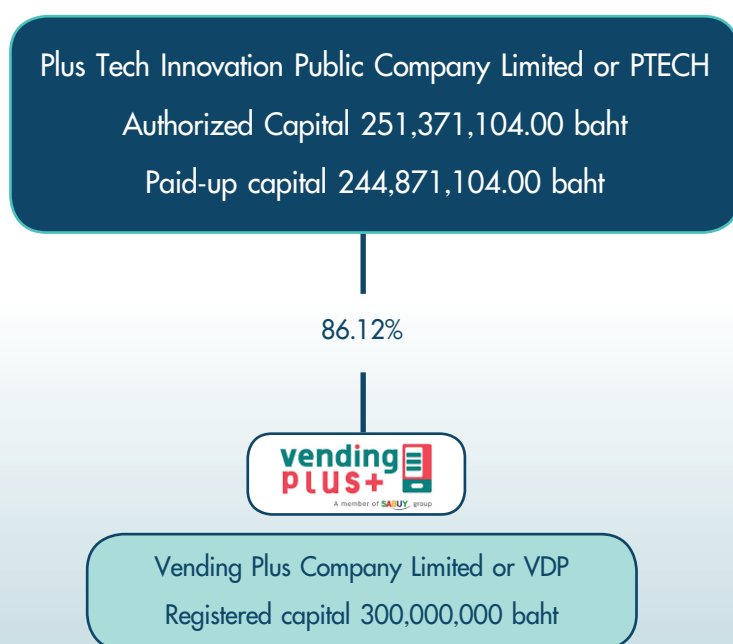 Plus Tech Innovation Public Company Limited or PTECH
Authorized Capital 251,371,104.00 baht
Paid-up capital 244,871,104.00 baht
86.12%
vending
PLUS+
A member of SABUY group
Vending Plus Company Limited or VDP
Registered capital 300,000,000 baht